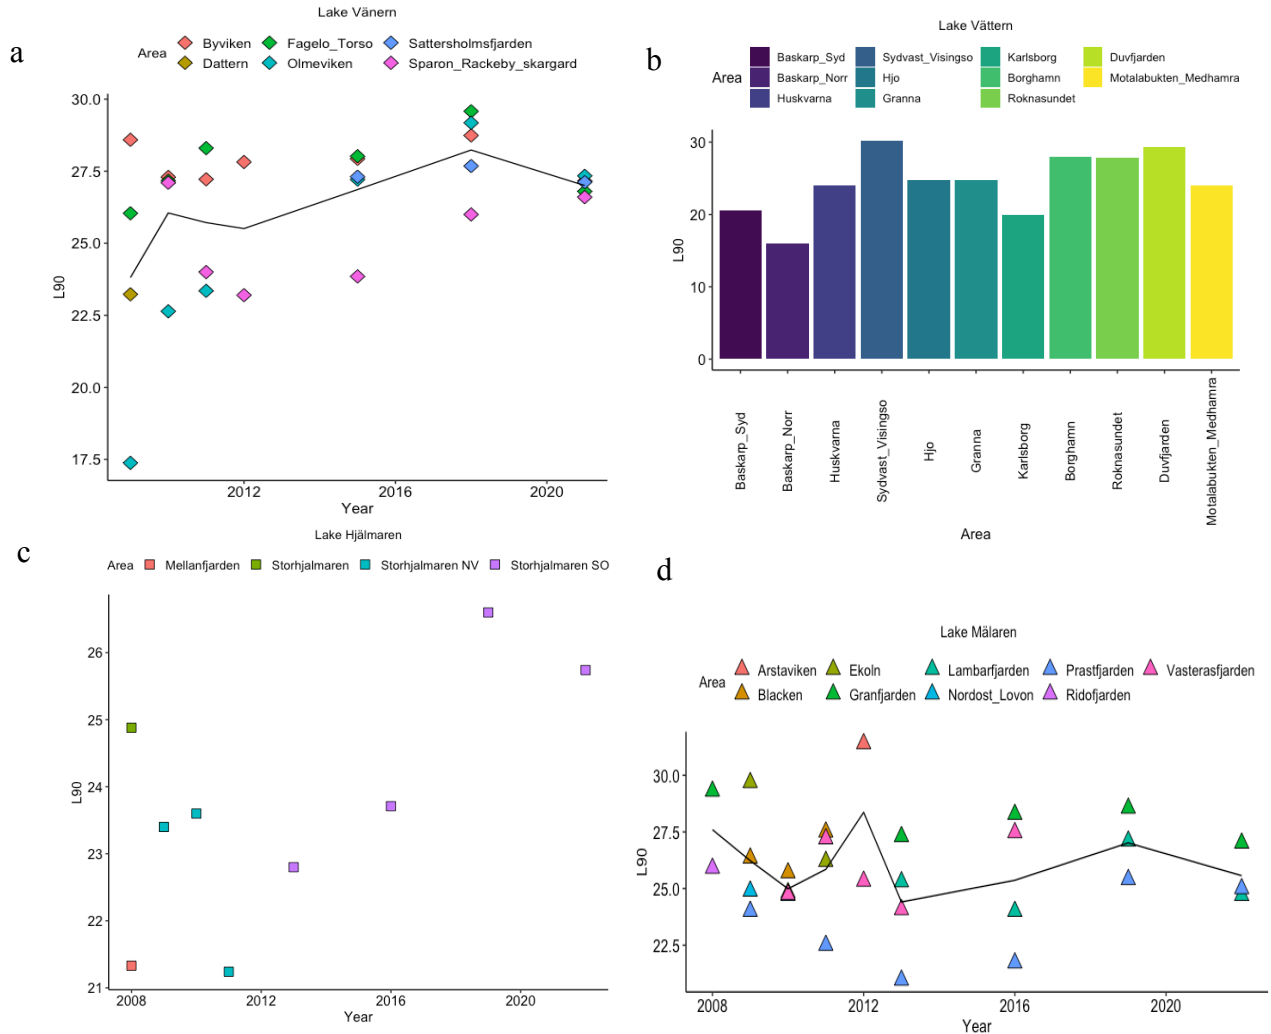 a
Lake Vänern
Area
Byviken
Fagelo_Torso
Sattersholmsfjarden
Dattern
Olmeviken
Sparon_Rackeby_skargard
30.0
27.5
25.0
22.5
20.0
17.5
L90
2012
2016
2020
Year
b
Lake Vättern
Area
Baskarp_Syd
Sydvast_Visingso
Karlsborg
Duvfjarden
Baskarp_Norr
Hjo
Borghamn
Motalabukten_Medhamra
Huskvarna
Granna
Roknasundet
30
20
10
0
L90
Baskarp_Syd
Baskarp_Norr
Huskvarna
Sydvast_Visingso
Hjo
Granna
Karlsborg
Borghamn
Roknasundet
Duvfjarden
Motalabukten_Medhamra
Area
c
Lake Hjälmaren
Area
Mellanfjarden
Storhjalmaren
Storhjalmaren NV
Storhjalmaren SO
26
25
24
23
22
21
L90
2008
2012
2016
2020
Year
d
Lake Mälaren
Area
Arstaviken
Ekoln
Lambarfjarden
Prastfjarden
Vasterasfjarden
Blacken
Granfjarden
Nordost_Lovon
Ridofjarden
30.0
27.5
25.0
22.5
L90
2008
2012
2016
2020
Year